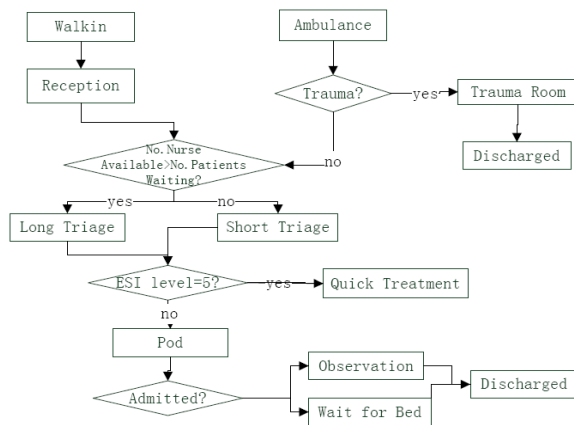 Walkin
Ambulance
Reception
Trauma?
yes
Trauma Room
no
Discharged
No.Nurse
Available>No.Patients
Waiting?
yes
no
Long Triage
Short Triage
ESI level=5?
yes
Quick Treatment
no
Pod
Observation
Admitted?
Discharged
Wait for Bed